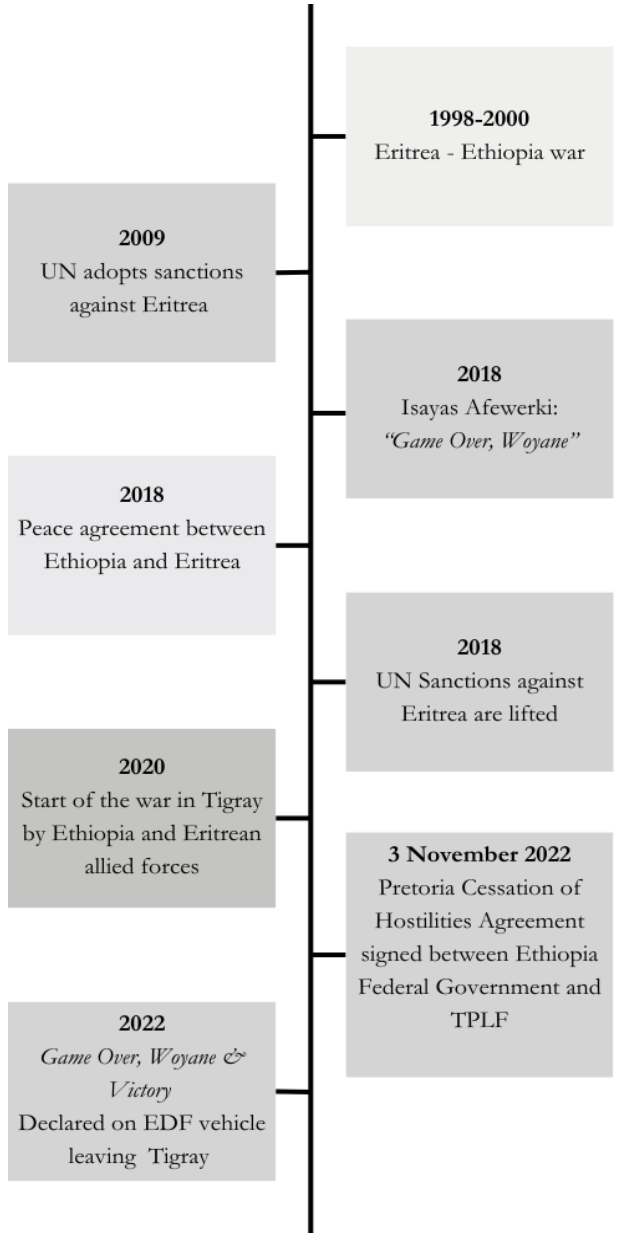 1998-2000
Eritrea - Ethiopia war
2009
UN adopts sanctions
against Eritrea
2018
Isayas Afewerki:
“Game Over, Woyane”
2018
Peace agreement between
Ethiopia and Eritrea
2018
UN Sanctions against
Eritrea are lifted
2020
Start of the war in Tigray
by Ethiopia and Eritrean
allied forces
3 November 2022
Pretoria Cessation of
Hostilities Agreement
signed between Ethiopia
Federal Government and
TPLF
2022
Game Over, Woyane &
Victory
Declared on EDF vehicle
leaving Tigray